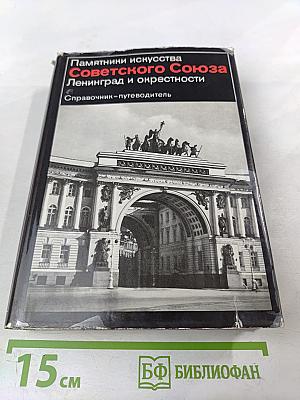 Памятники искусства
Советского Союза
Ленинград и окрестности
Справочник-путеводитель
15 см
БФ БИБЛИОФАН